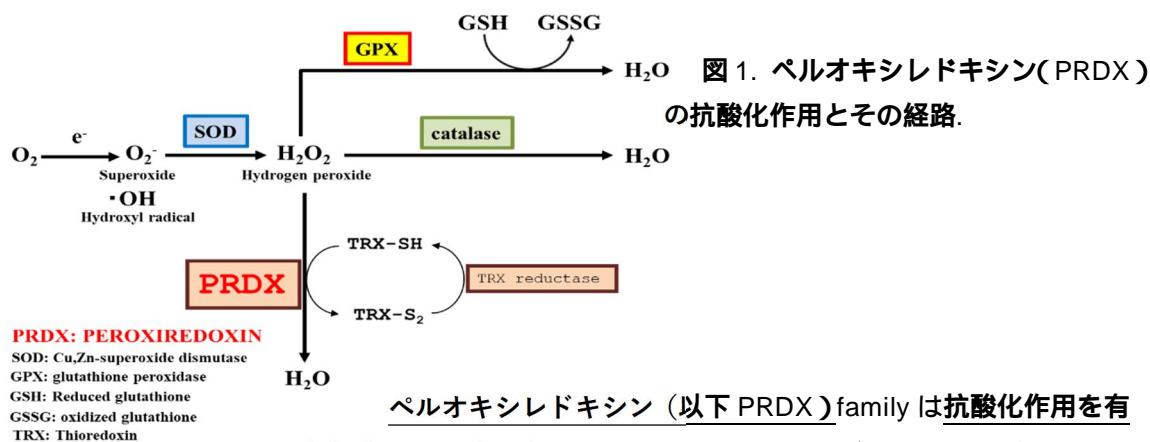 GSH GSSG
GPX
H₂O
図 1. ペルオキシレドキシン(PRDX)
の抗酸化作用とその経路.
O₂
e⁻
O₂⁻
Superoxide
・OH
Hydroxyl radical
SOD
H₂O₂
Hydrogen peroxide
catalase
H₂O
PRDX
TRX-SH
TRX reductase
TRX-S₂
H₂O
PRDX: PEROXIREDOXIN
SOD: Cu,Zn-superoxide dismutase
GPX: glutathione peroxidase
GSH: Reduced glutathione
GSSG: oxidized glutathione
TRX: Thioredoxin
ペルオキシレドキシン(以下 PRDX)family は抗酸化作用を有